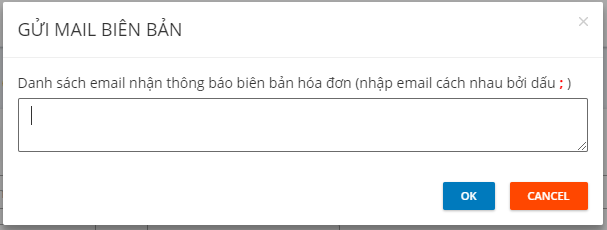 GỬI MAIL BIÊN BẢN
×
Danh sách email nhận thông báo biên bản hóa đơn (nhập email cách nhau bởi dấu ; )
OK CANCEL